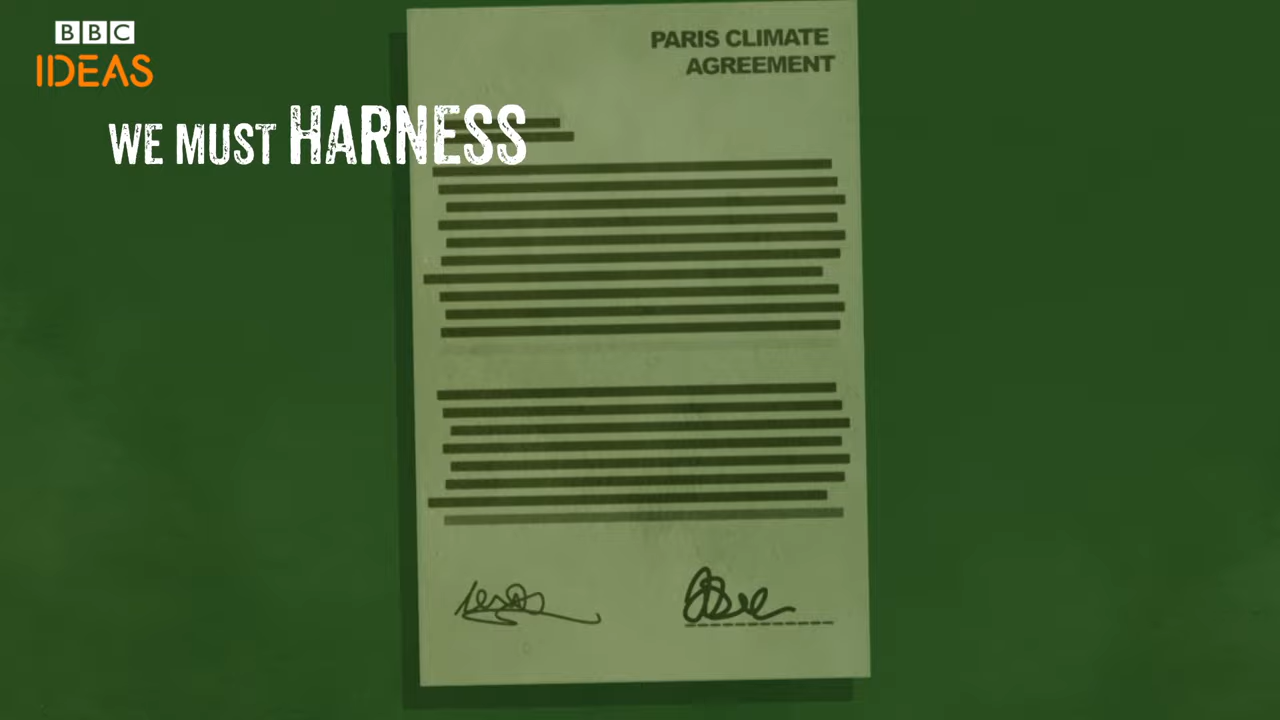 BBC
IDEAS
PARIS CLIMATE
AGREEMENT
WE MUST HARNESS